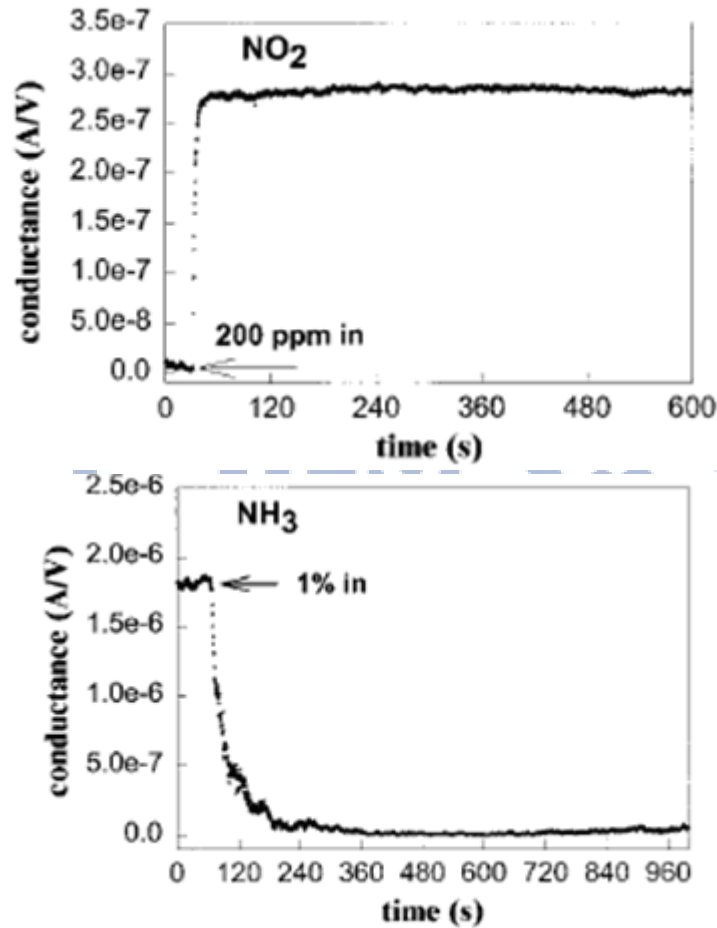 3.5e-7
NO2
3.0e-7
2.5e-7
2.0e-7
1.5e-7
1.0e-7
5.0e-8
200 ppm in
0.0
conductance (A/V)
0 120 240 360 480 600
time (s)
2.5e-6
NH3
2.0e-6
1% in
1.5e-6
1.0e-6
5.0e-7
0.0
conductance (A/V)
0 120 240 360 480 600 720 840 960
time (s)